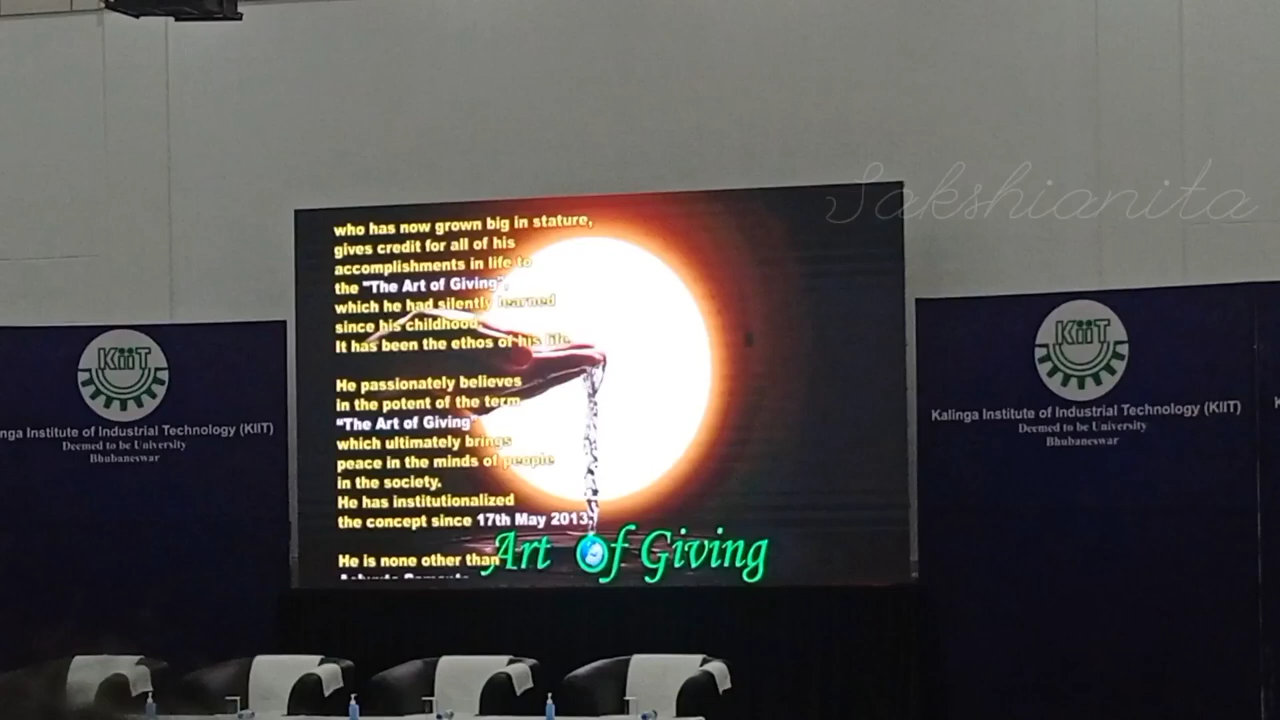 Sakshianita
who has now grown big in stature,
gives credit for all of his
accomplishments in life to
the "The Art of Giving",
which he had silently learned
since his childhood.
It has been the ethos of his life.
He passionately believes
in the potent of the term
"The Art of Giving"
which ultimately brings
peace in the minds of people
in the society.
He has institutionalized
the concept since 17th May 2013.
He is none other than
Art Of Giving
KiiT
nga Institute of Industrial Technology (KIIT)
Deemed to be University
Bhubaneswar
KiiT
Kalinga Institute of Industrial Technology (KIIT)
Deemed to be University
Bhubaneswar
K